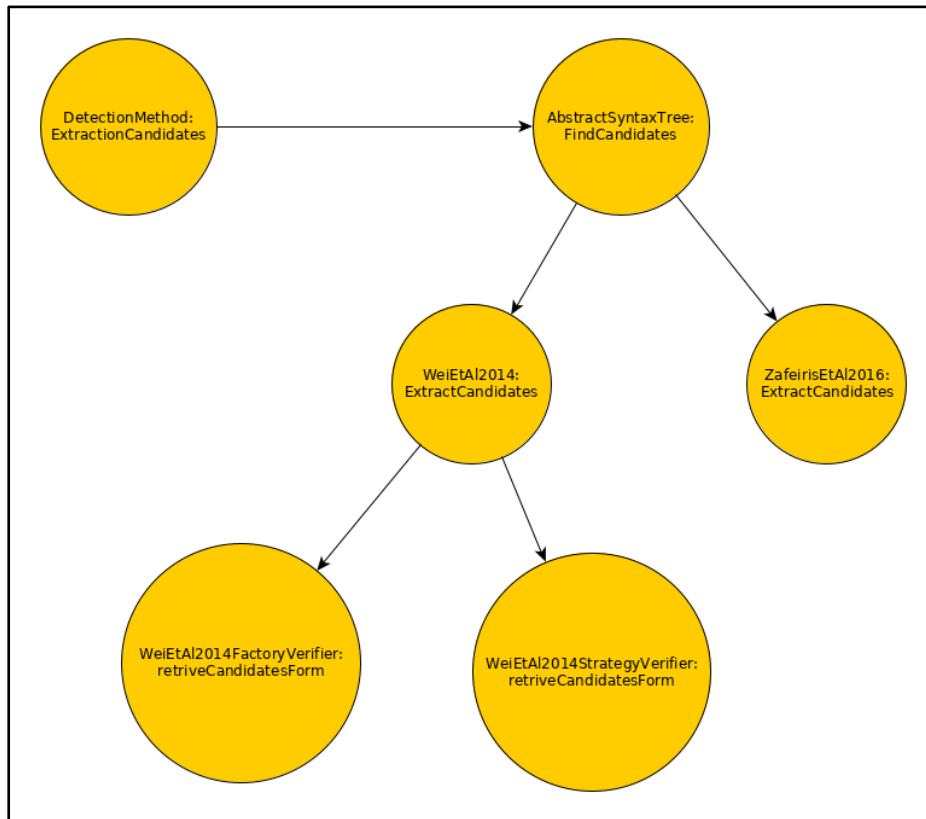 DetectionMethod:
ExtractionCandidates
AbstractSyntaxTree:
FindCandidates
WeiEtAl2014:
ExtractCandidates
ZafeirisEtAl2016:
ExtractCandidates
WeiEtAl2014FactoryVerifier:
retriveCandidatesForm
WeiEtAl2014StrategyVerifier:
retriveCandidatesForm